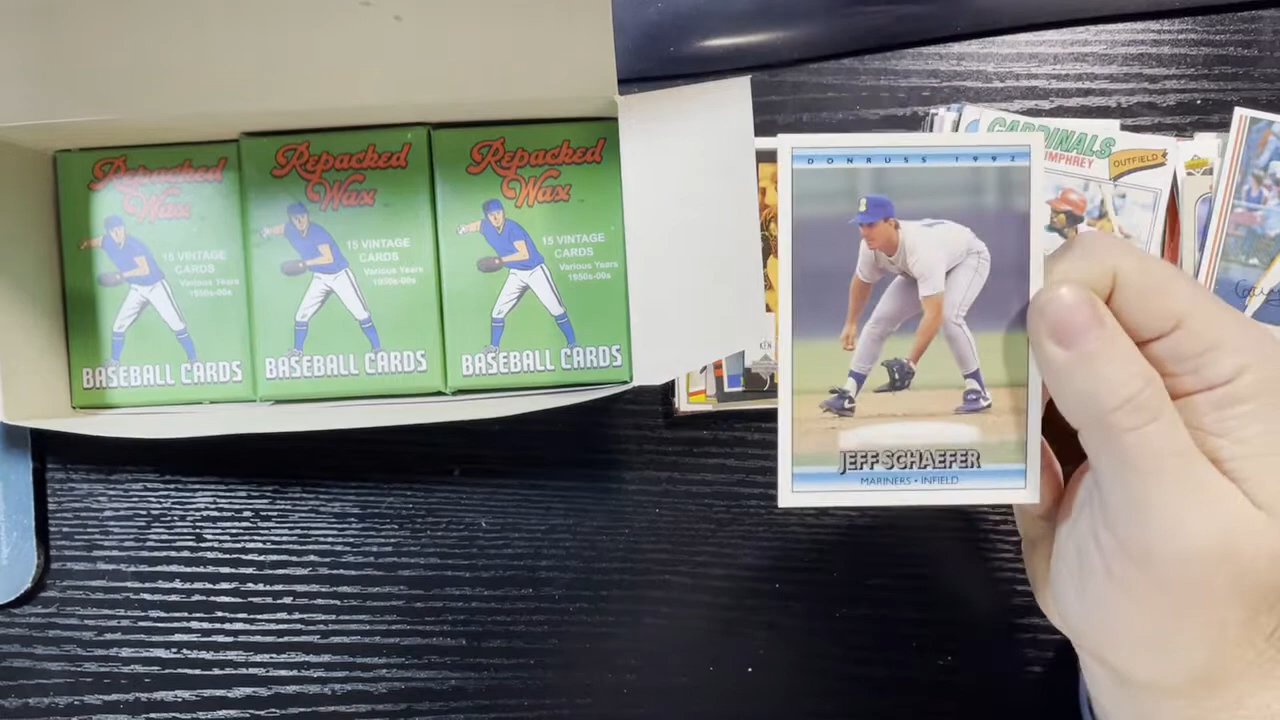 Repacked
Wax
15 VINTAGE
CARDS
Various Years
1950s-00s
BASEBALL CARDS
Repacked
Wax
15 VINTAGE
CARDS
Various Years
1950s-00s
BASEBALL CARDS
Repacked
Wax
15 VINTAGE
CARDS
Various Years
1950s-00s
BASEBALL CARDS
DONRUSS 1992
JEFF SCHAEFER
MARINERS • INFIELD
CARDINALS
UMPHREY
OUTFIELD
KEN